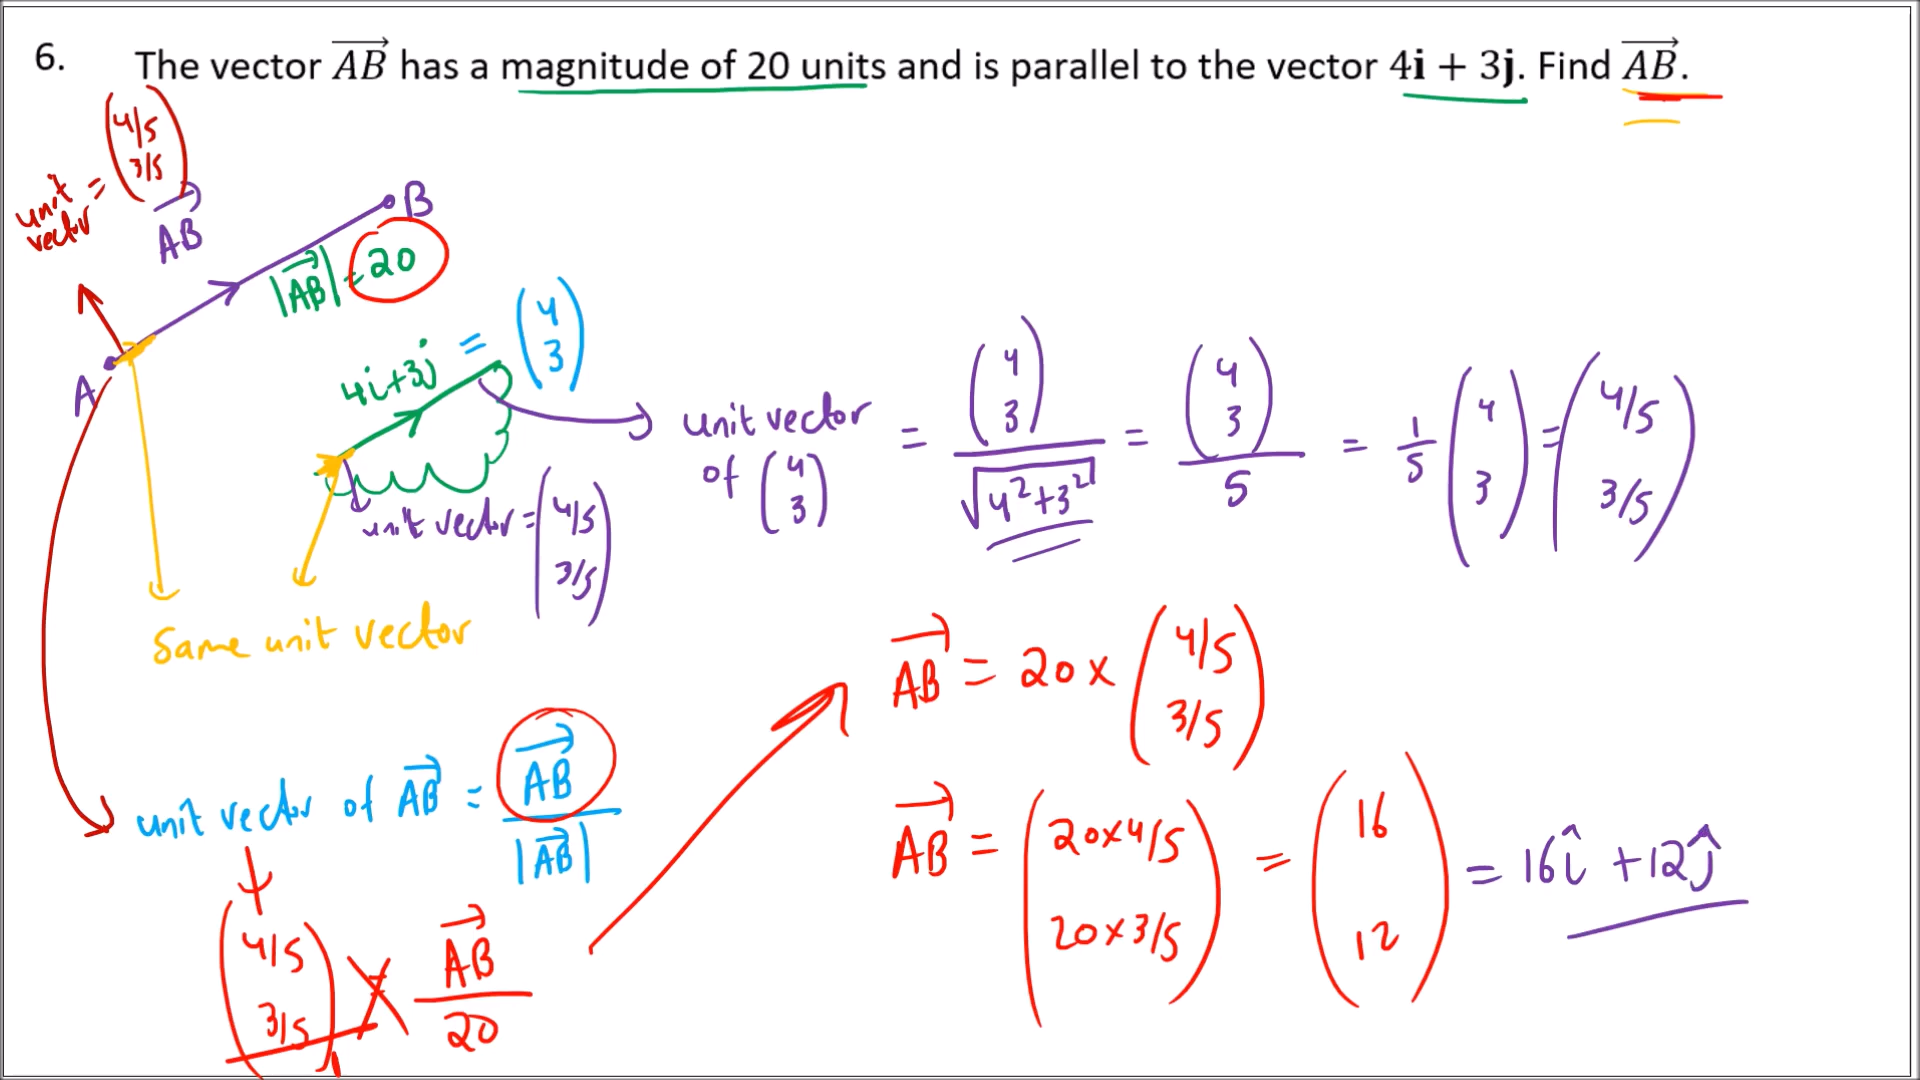 6. The vector AB⃗ has a magnitude of 20 units and is parallel to the vector 4i + 3j. Find AB⃗.
unit vector = (4/5 3/5)
AB⃗
B
|AB⃗| = 20
A
4i+3j = (4 3)
unit vector of (4 3) = (4 3) / √(4²+3²) = (4 3) / 5 = 1/5 (4 3) = (4/5 3/5)
unit vector = (4/5 3/5)
Same unit vector
AB⃗ = 20 × (4/5 3/5)
unit vector of AB⃗ = AB⃗ / |AB⃗|
AB⃗ = (20×4/5 20×3/5) = (16 12) = 16î + 12ĵ
(4/5 3/5) / 1 = AB⃗ / 20